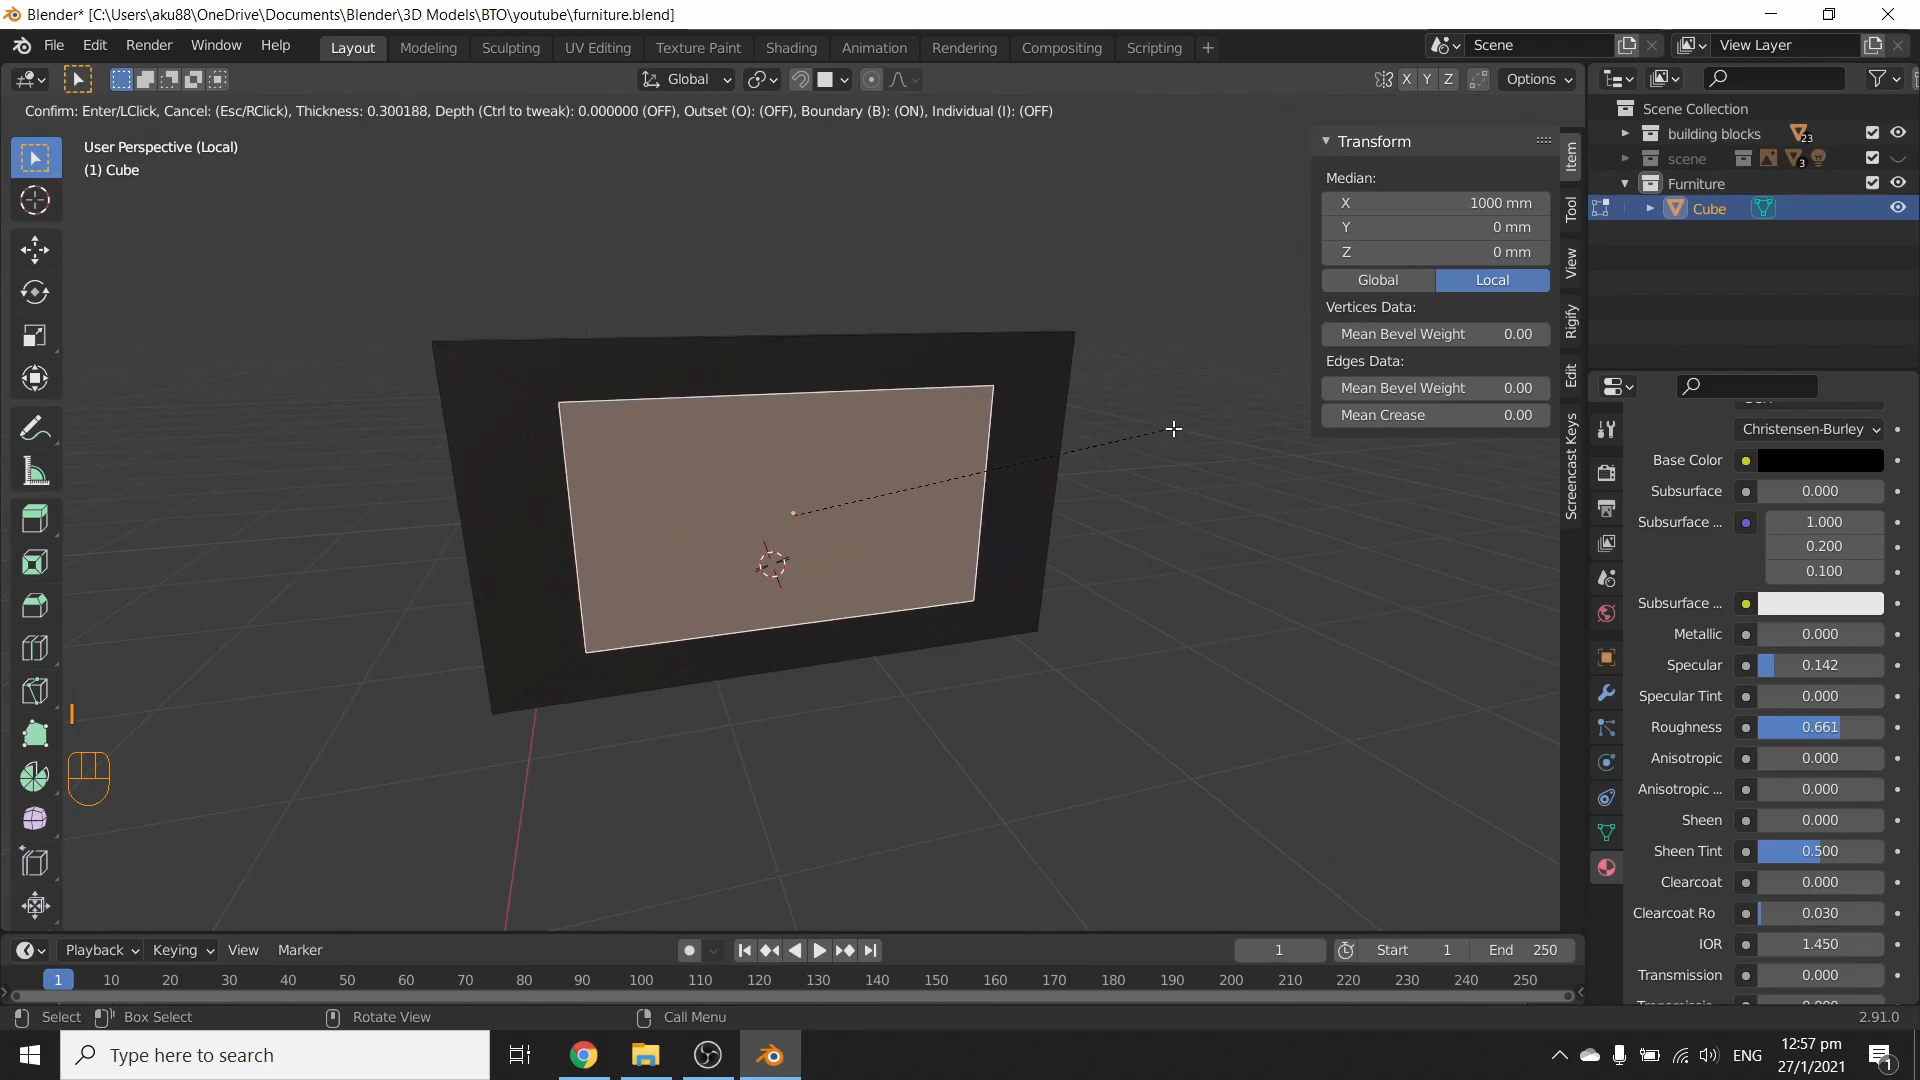 Blender* [C:\Users\aku88\OneDrive\Documents\Blender\3D Models\BTO\youtube\furniture.blend]
File Edit Render Window Help Layout Modeling Sculpting UV Editing Texture Paint Shading Animation Rendering Compositing Scripting + Scene View Layer
Global X Y Z Options
Confirm: Enter/LClick, Cancel: (Esc/RClick), Thickness: 0.300188, Depth (Ctrl to tweak): 0.000000 (OFF), Outset (O): (OFF), Boundary (B): (ON), Individual (I): (OFF)
User Perspective (Local)
(1) Cube
Transform
Median:
X 1000 mm
Y 0 mm
Z 0 mm
Global Local
Vertices Data:
Mean Bevel Weight 0.00
Edges Data:
Mean Bevel Weight 0.00
Mean Crease 0.00
Item
Tool
View
Rigify
Edit
Screencast Keys
Scene Collection
building blocks 23
scene 3
Furniture
Cube
Christensen-Burley
Base Color
Subsurface 0.000
Subsurface ... 1.000
0.200
0.100
Subsurface ...
Metallic 0.000
Specular 0.142
Specular Tint 0.000
Roughness 0.661
Anisotropic 0.000
Anisotropic ... 0.000
Sheen 0.000
Sheen Tint 0.500
Clearcoat 0.000
Clearcoat Ro 0.030
IOR 1.450
Transmission 0.000
I
Playback Keying View Marker 1 Start 1 End 250
1 10 20 30 40 50 60 70 80 90 100 110 120 130 140 150 160 170 180 190 200 210 220 230 240 250
Select Box Select Rotate View Call Menu 2.91.0
Type here to search
ENG
12:57 pm
27/1/2021
1